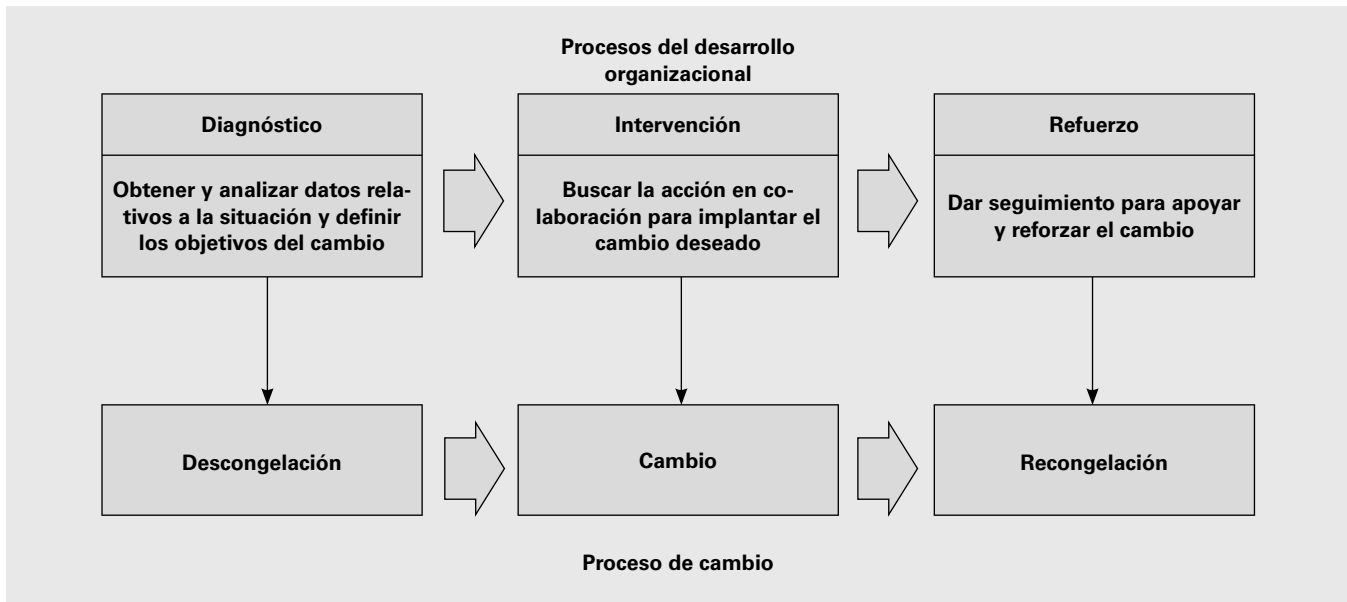 Procesos del desarrollo
organizacional
Diagnóstico
Obtener y analizar datos rela-
tivos a la situación y definir
los objetivos del cambio
Intervención
Buscar la acción en co-
laboración para implantar el
cambio deseado
Refuerzo
Dar seguimiento para apoyar
y reforzar el cambio
Descongelación
Cambio
Recongelación
Proceso de cambio